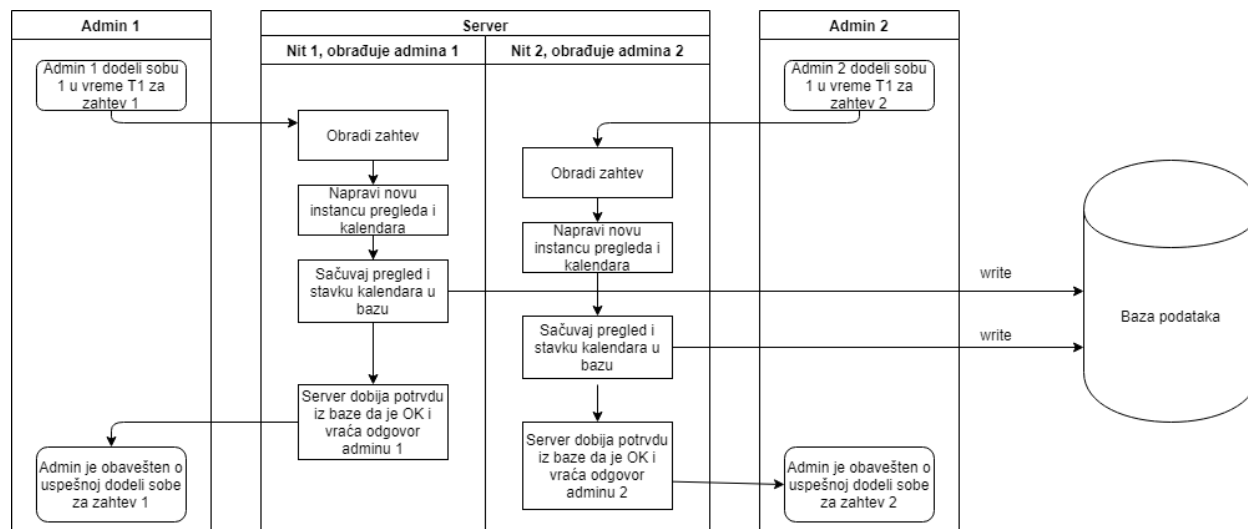 Admin 1
Server
Admin 2
Nit 1, obrađuje admina 1
Nit 2, obrađuje admina 2
Admin 1 dodeli sobu
1 u vreme T1 za
zahtev 1
Admin 2 dodeli sobu
1 u vreme T1 za
zahtev 2
Obradi zahtev
Obradi zahtev
Napravi novu
instancu pregleda i
kalendara
Napravi novu
instancu pregleda i
kalendara
Sačuvaj pregled i
stavku kalendara u
bazu
write
Sačuvaj pregled i
stavku kalendara u
bazu
write
Baza podataka
Server dobija potrvdu
iz baze da je OK i
vraća odgovor
adminu 1
Server dobija potrvdu
iz baze da je OK i
vraća odgovor
adminu 2
Admin je obavešten o
uspešnoj dodeli sobe
za zahtev 1
Admin je obavešten o
uspešnoj dodeli sobe
za zahtev 2